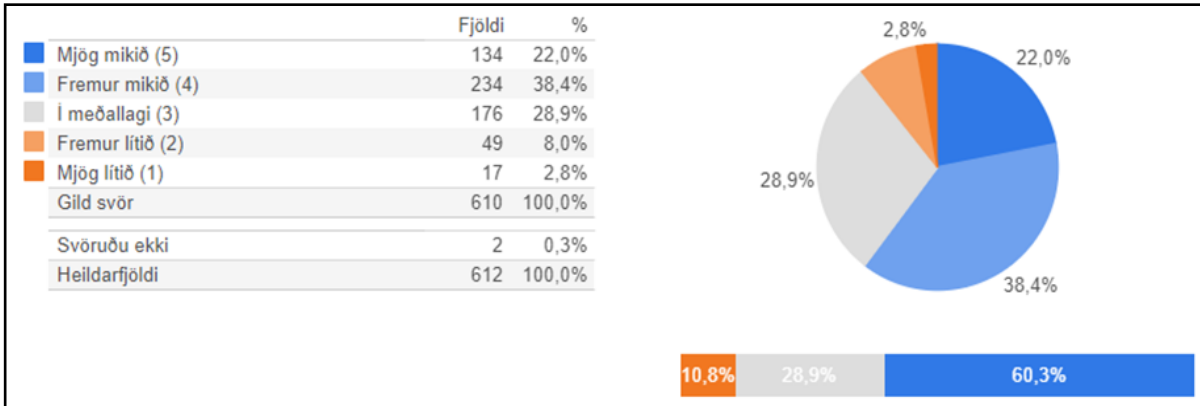 Fjöldi %
Mjög mikið (5) 134 22,0%
Fremur mikið (4) 234 38,4%
Í meðallagi (3) 176 28,9%
Fremur lítið (2) 49 8,0%
Mjög lítið (1) 17 2,8%
Gild svör 610 100,0%
Svöruðu ekki 2 0,3%
Heildarfjöldi 612 100,0%
2,8%
22,0%
28,9%
38,4%
10,8% 28,9% 60,3%